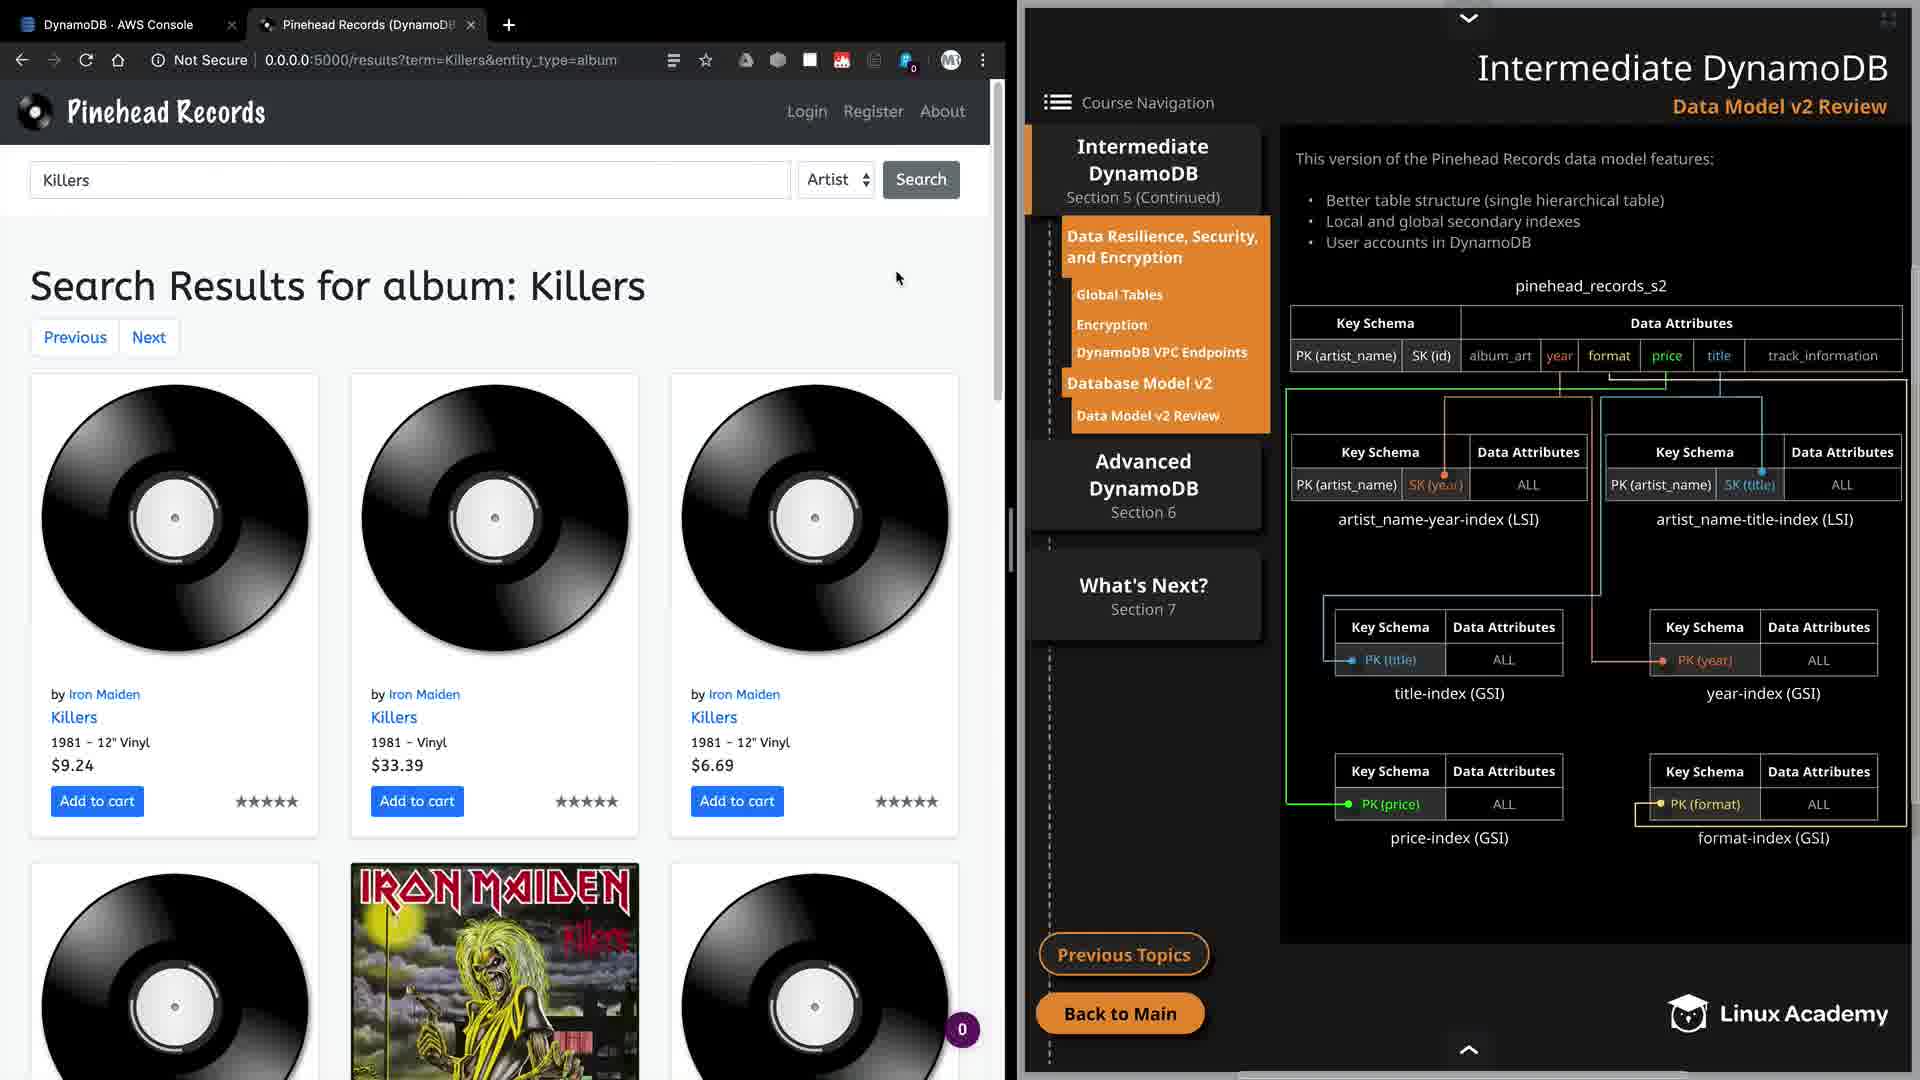 DynamoDB · AWS Console
Pinehead Records (DynamoDB
Not Secure
0.0.0.0:5000/results?term=Killers&entity_type=album
0
Pinehead Records
Login Register About
Killers
Artist
Search
Search Results for album: Killers
Previous Next
by Iron Maiden
Killers
1981 - 12" Vinyl
$9.24
Add to cart
★★★★★
by Iron Maiden
Killers
1981 - Vinyl
$33.39
Add to cart
★★★★★
by Iron Maiden
Killers
1981 - 12" Vinyl
$6.69
Add to cart
★★★★★
IRON MAIDEN
Killers
0
Intermediate DynamoDB
Data Model v2 Review
Course Navigation
Intermediate
DynamoDB
Section 5 (Continued)
Data Resilience, Security,
and Encryption
Global Tables
Encryption
DynamoDB VPC Endpoints
Database Model v2
Data Model v2 Review
Advanced
DynamoDB
Section 6
What's Next?
Section 7
Previous Topics
Back to Main
This version of the Pinehead Records data model features:
• Better table structure (single hierarchical table)
• Local and global secondary indexes
• User accounts in DynamoDB
pinehead_records_s2
Key Schema Data Attributes
PK (artist_name) SK (id) album_art year format price title track_information
Key Schema Data Attributes
PK (artist_name) SK (year) ALL
artist_name-year-index (LSI)
Key Schema Data Attributes
PK (artist_name) SK (title) ALL
artist_name-title-index (LSI)
Key Schema Data Attributes
PK (title) ALL
title-index (GSI)
Key Schema Data Attributes
PK (year) ALL
year-index (GSI)
Key Schema Data Attributes
PK (price) ALL
price-index (GSI)
Key Schema Data Attributes
PK (format) ALL
format-index (GSI)
Linux Academy